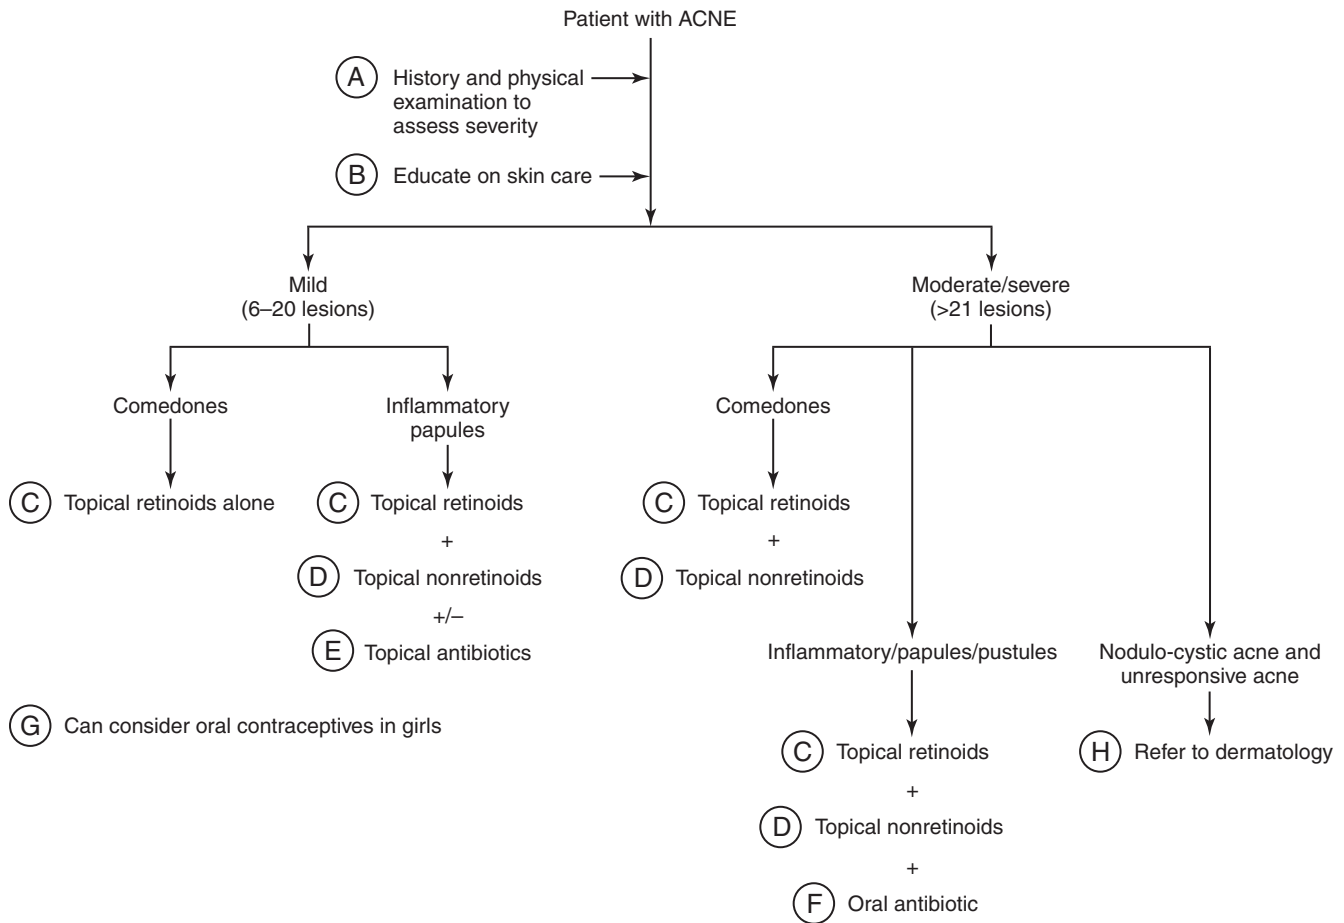 Patient with ACNE
A
History and physical
examination to
assess severity
B
Educate on skin care
Mild
(6–20 lesions)
Moderate/severe
(>21 lesions)
Comedones
Inflammatory
papules
Comedones
C
Topical retinoids alone
C
Topical retinoids
+
D
Topical nonretinoids
+/–
E
Topical antibiotics
C
Topical retinoids
+
D
Topical nonretinoids
Inflammatory/papules/pustules
Nodulo-cystic acne and
unresponsive acne
G
Can consider oral contraceptives in girls
C
Topical retinoids
+
D
Topical nonretinoids
+
F
Oral antibiotic
H
Refer to dermatology